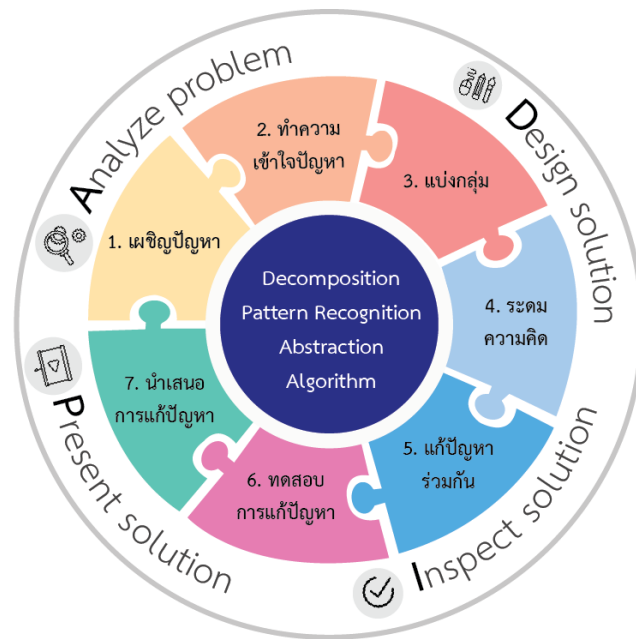 Analyze problem
Design solution
Inspect solution
Present solution
1. เผชิญปัญหา
2. ทำความ
เข้าใจปัญหา
3. แบ่งกลุ่ม
4. ระดม
ความคิด
5. แก้ปัญหา
ร่วมกัน
6. ทดสอบ
การแก้ปัญหา
7. นำเสนอ
การแก้ปัญหา
Decomposition
Pattern Recognition
Abstraction
Algorithm